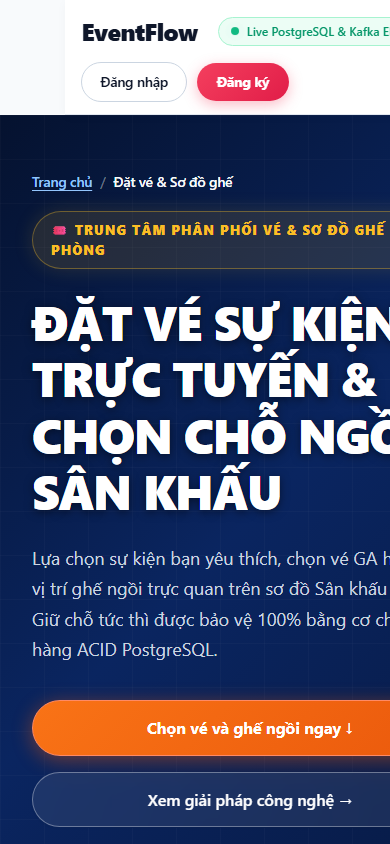 EventFlow
Live PostgreSQL & Kafka
Đăng nhập
Đăng ký
Trang chủ / Đặt vé & Sơ đồ ghế
TRUNG TÂM PHÂN PHỐI VÉ & SƠ ĐỒ GHẾ
PHÒNG
ĐẶT VÉ SỰ KIỆN
TRỰC TUYẾN &
CHỌN CHỖ NGỒ
SÂN KHẤU
Lựa chọn sự kiện bạn yêu thích, chọn vé GA
vị trí ghế ngồi trực quan trên sơ đồ Sân khấu
Giữ chỗ tức thì được bảo vệ 100% bằng cơ
hàng ACID PostgreSQL.
Chọn vé và ghế ngồi ngay ↓
Xem giải pháp công nghệ →